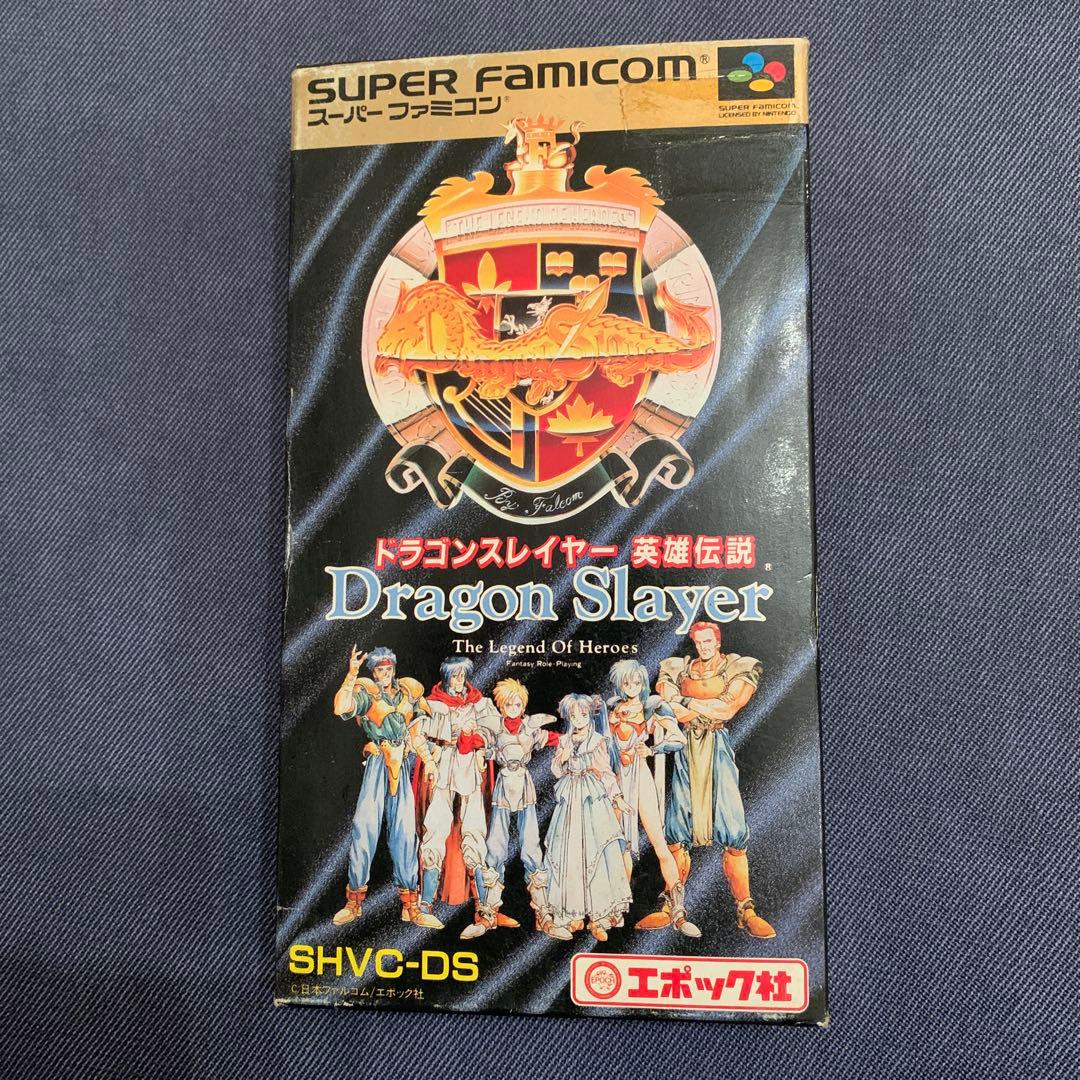 SUPER FAMICOM®
スーパーファミコン®
SUPER FAMICOM
LICENSED BY NINTENDO
THE LEGEND OF HEROES
Dragon Slayer
By Falcom
ドラゴンスレイヤー 英雄伝説
Dragon Slayer®
The Legend Of Heroes
Fantasy Role-Playing
SHVC-DS
C 日本ファルコム/エポック社
EPOCH
エポック社